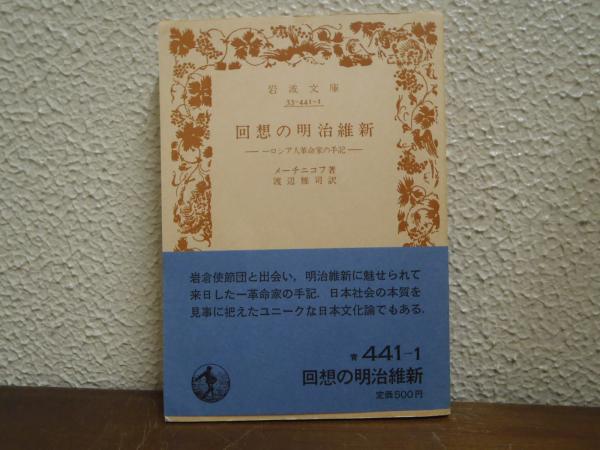 岩波文庫
33-441-1
回想の明治維新
——一ロシア人革命家の手記——
メーチニコフ著
渡辺雅司訳
岩倉使節団と出会い，明治維新に魅せられて
来日した一革命家の手記．日本社会の本質を
見事に把えたユニークな日本文化論でもある．
青 441-1
回想の明治維新
定価500円